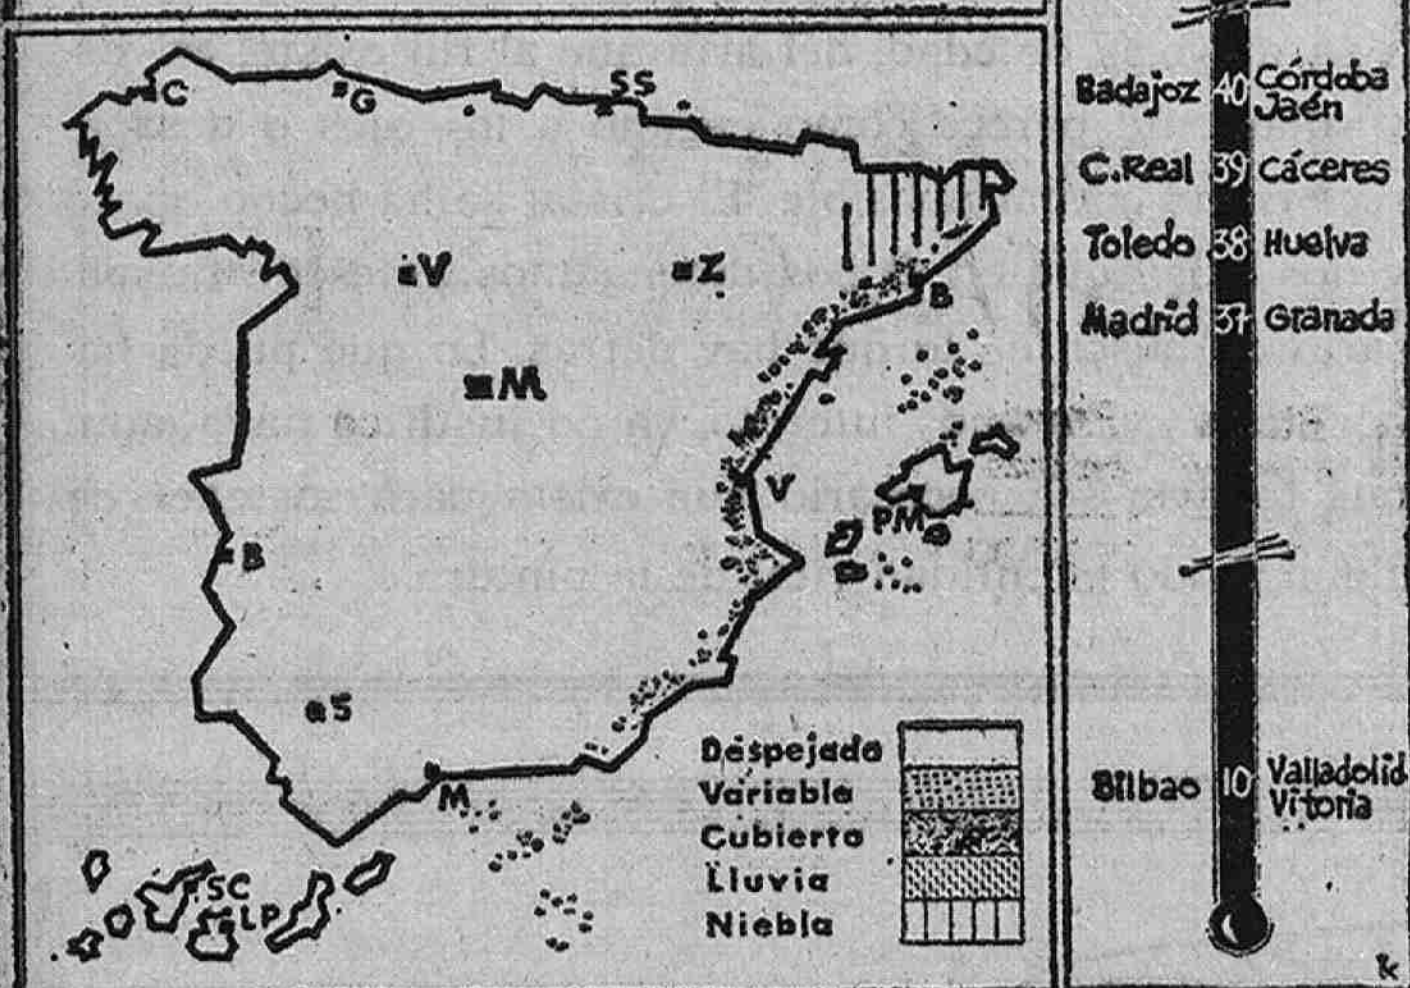 C
G
SS
V
Z
B
M
V
PM
B
S
M
SC
LP
Despejado
Variable
Cubierto
Lluvia
Niebla
Badajoz 40 Córdoba
Jaén
C.Real 39 Cáceres
Toledo 38 Huelva
Madrid 37 Granada
Bilbao 10 Valladolid
Vitoria